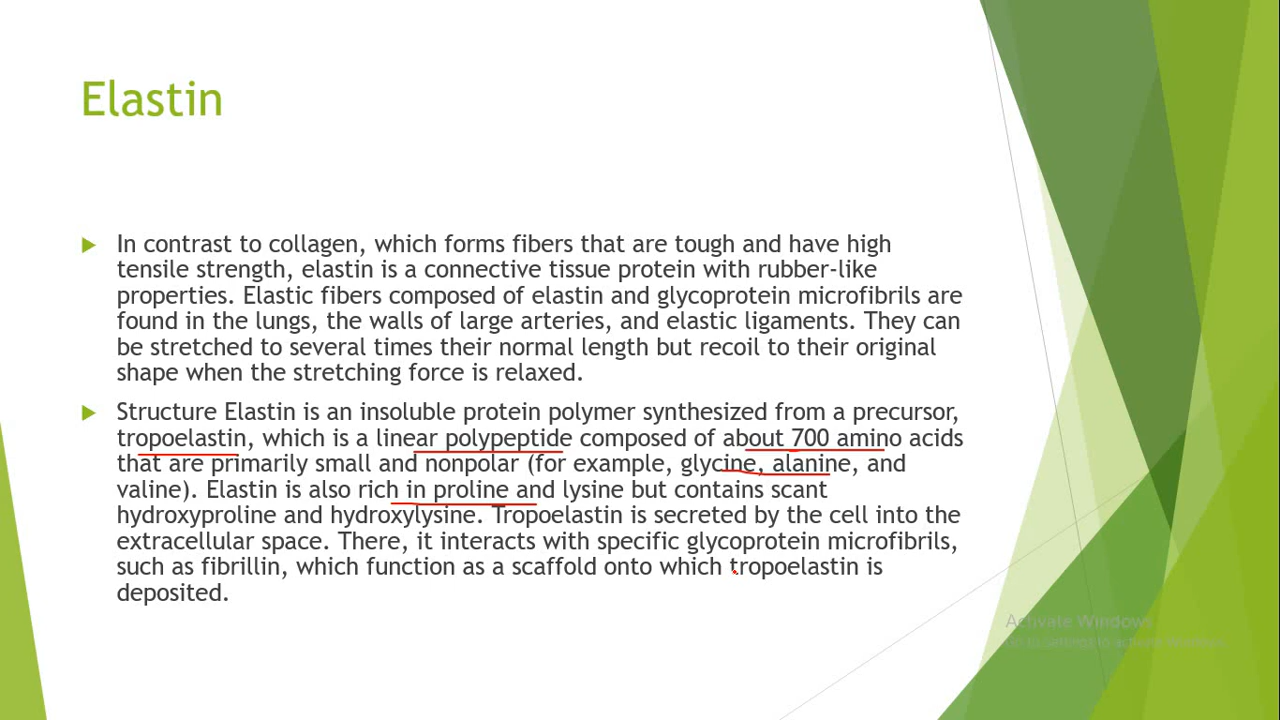 Elastin
In contrast to collagen, which forms fibers that are tough and have high
tensile strength, elastin is a connective tissue protein with rubber-like
properties. Elastic fibers composed of elastin and glycoprotein microfibrils are
found in the lungs, the walls of large arteries, and elastic ligaments. They can
be stretched to several times their normal length but recoil to their original
shape when the stretching force is relaxed.
Structure Elastin is an insoluble protein polymer synthesized from a precursor,
tropoelastin, which is a linear polypeptide composed of about 700 amino acids
that are primarily small and nonpolar (for example, glycine, alanine, and
valine). Elastin is also rich in proline and lysine but contains scant
hydroxyproline and hydroxylysine. Tropoelastin is secreted by the cell into the
extracellular space. There, it interacts with specific glycoprotein microfibrils,
such as fibrillin, which function as a scaffold onto which tropoelastin is
deposited.
Activate Windows
to activate Windows.